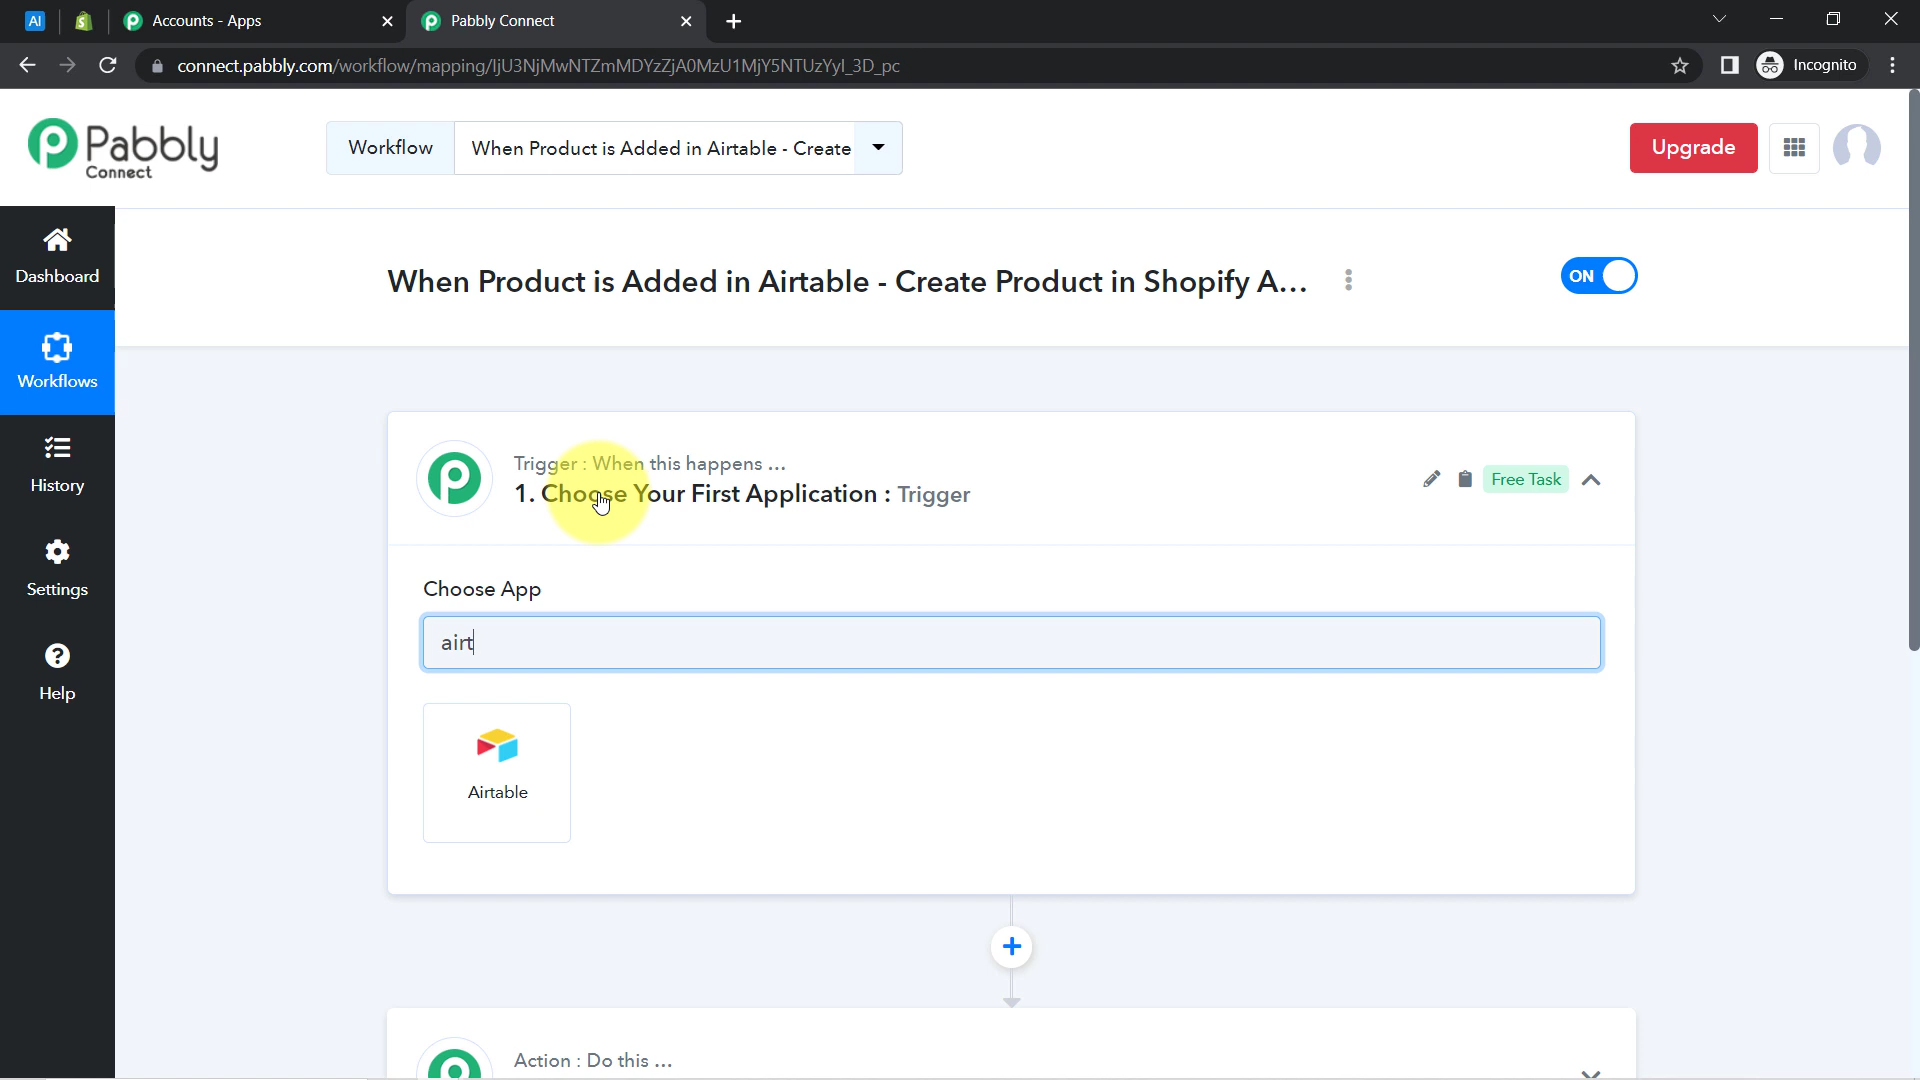 AI
Accounts - Apps
Pabbly Connect
connect.pabbly.com/workflow/mapping/IjU3NjMwNTZmMDYzZjA0MzU1MjY5NTUzYyI_3D_pc
Incognito
Pabbly
Connect
Workflow
When Product is Added in Airtable - Create
Upgrade
Dashboard
Workflows
History
Settings
Help
When Product is Added in Airtable - Create Product in Shopify A...
ON
Trigger : When this happens ...
1. Choose Your First Application : Trigger
Free Task
Choose App
airt
Airtable
Action : Do this ...